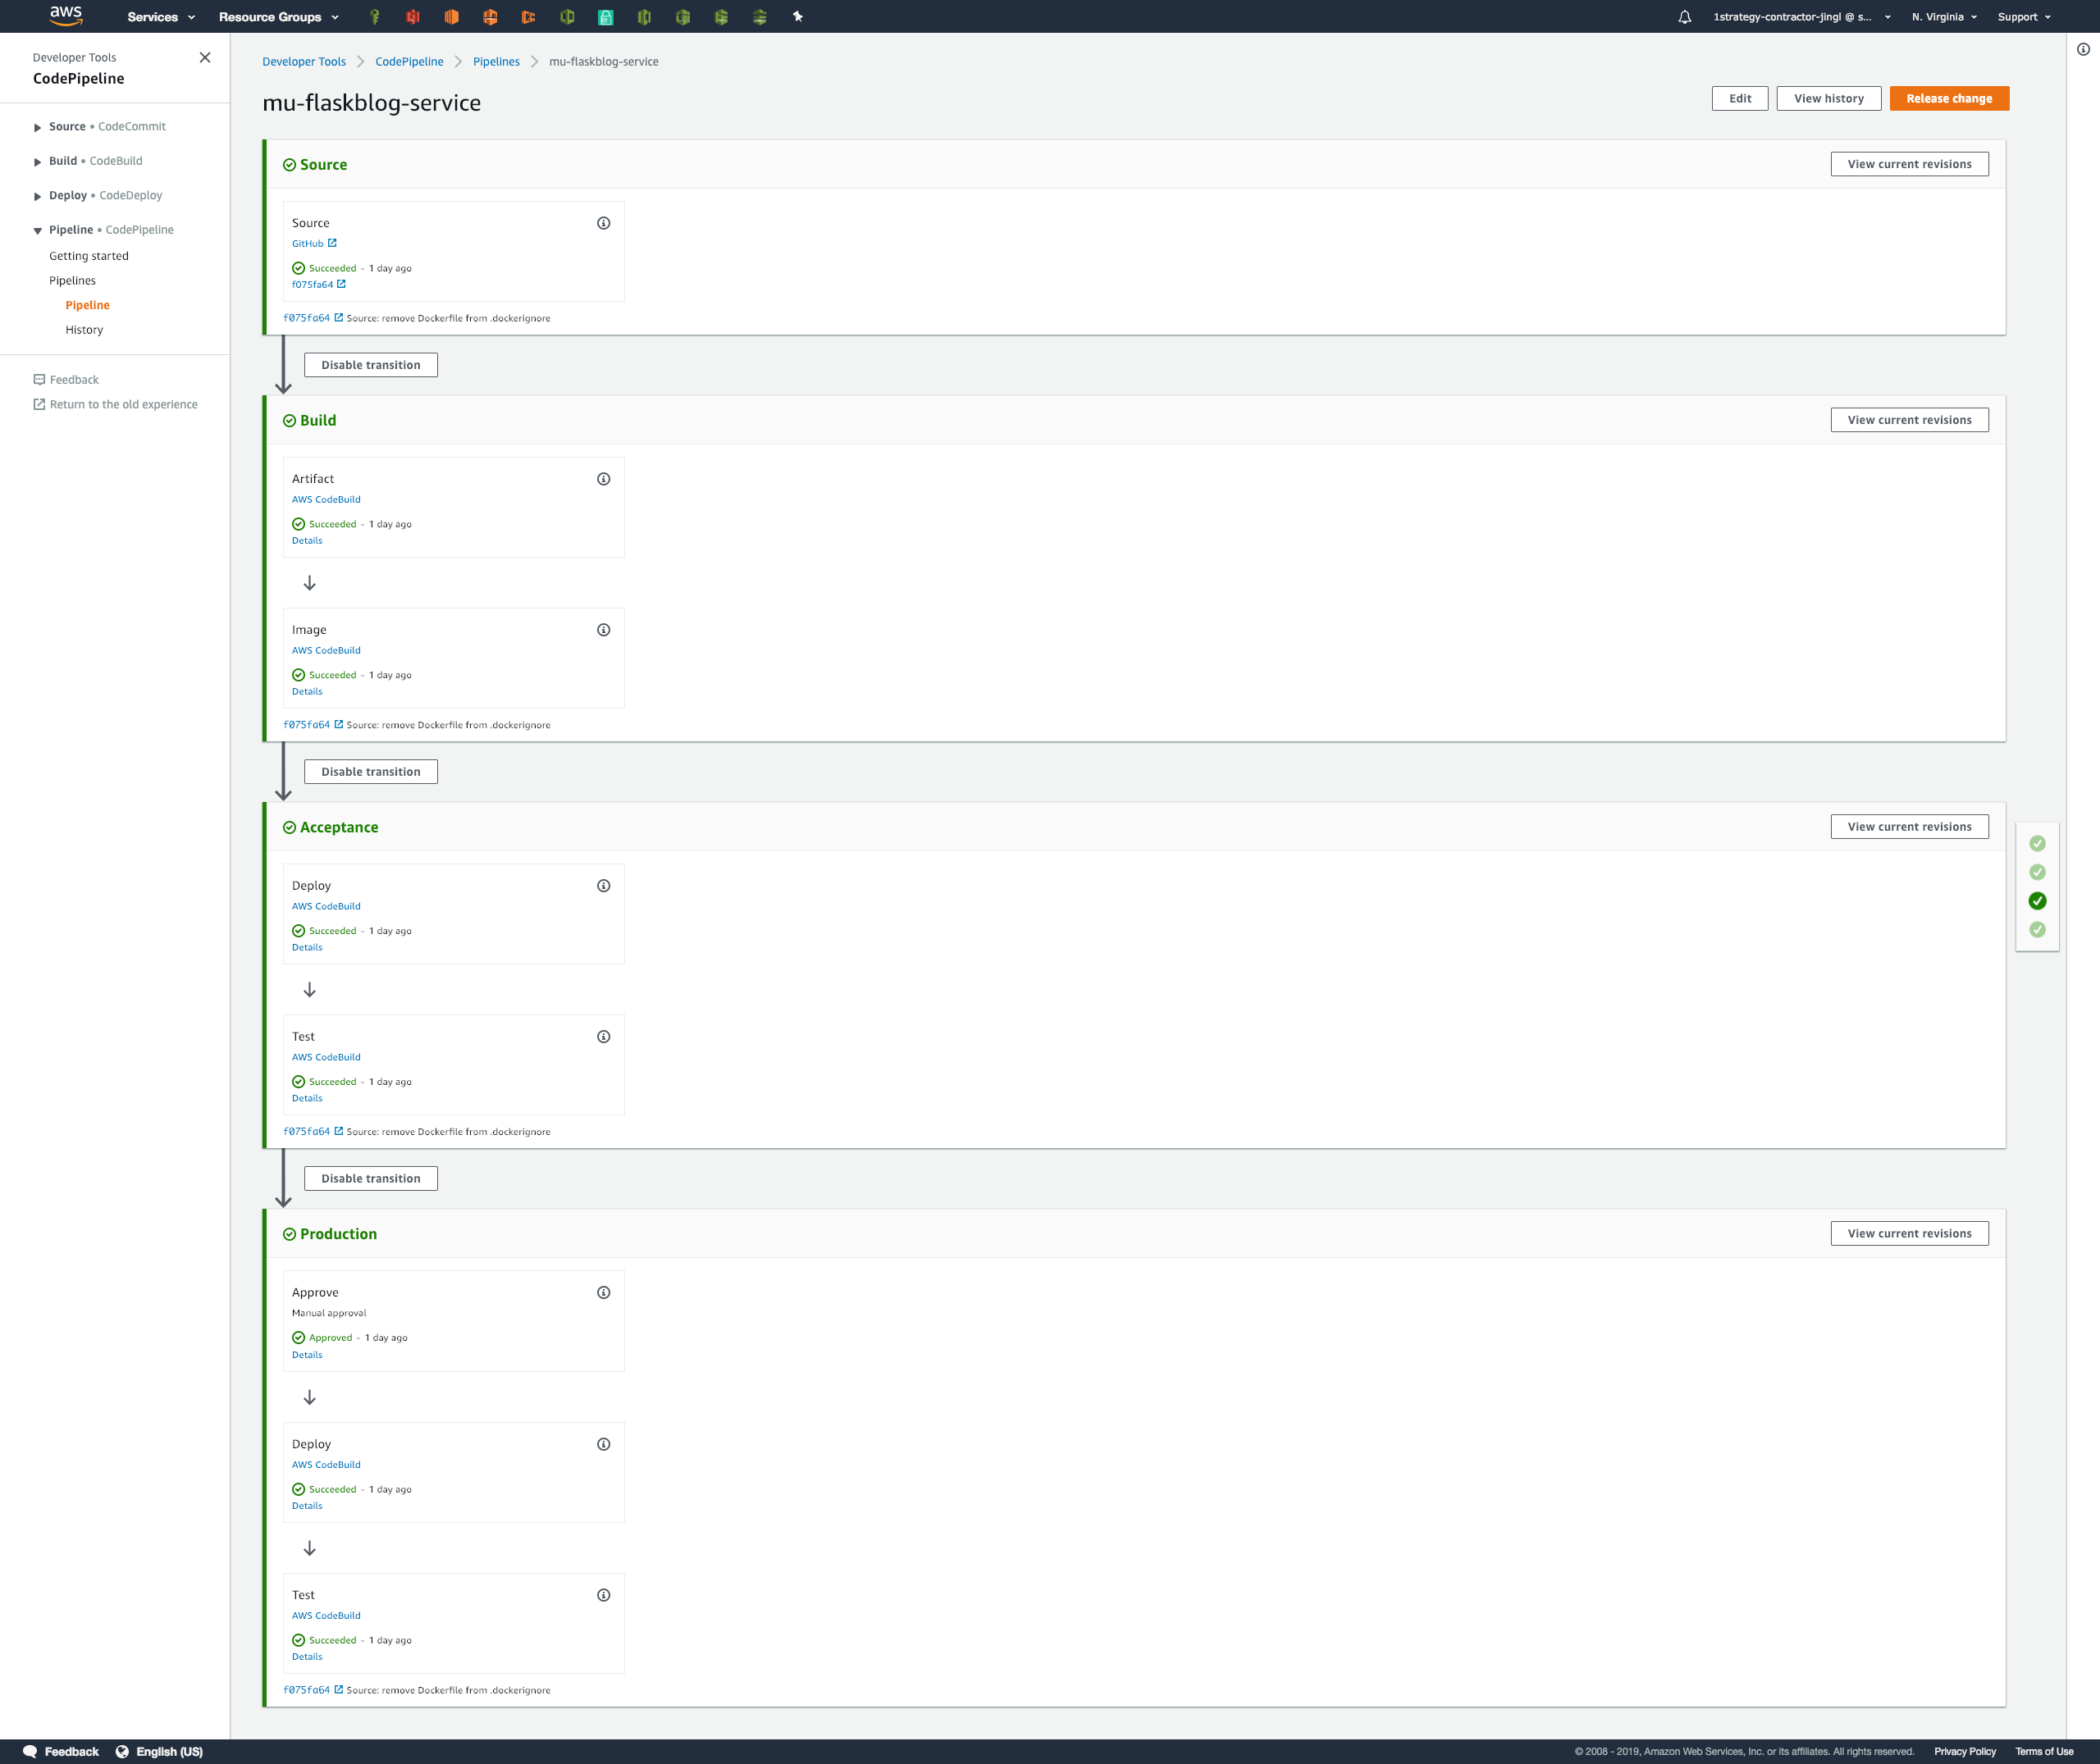 aws Services Resource Groups 1strategy-contractor-jingl @ s... N. Virginia Support
Developer Tools
CodePipeline
Source • CodeCommit
Build • CodeBuild
Deploy • CodeDeploy
Pipeline • CodePipeline
Getting started
Pipelines
Pipeline
History
Feedback
Return to the old experience
Developer Tools CodePipeline Pipelines mu-flaskblog-service
mu-flaskblog-service
Edit View history Release change
Source View current revisions
Source
GitHub
Succeeded - 1 day ago
f075fa64
f075fa64 Source: remove Dockerfile from .dockerignore
Disable transition
Build View current revisions
Artifact
AWS CodeBuild
Succeeded - 1 day ago
Details
Image
AWS CodeBuild
Succeeded - 1 day ago
Details
f075fa64 Source: remove Dockerfile from .dockerignore
Disable transition
Acceptance View current revisions
Deploy
AWS CodeBuild
Succeeded - 1 day ago
Details
Test
AWS CodeBuild
Succeeded - 1 day ago
Details
f075fa64 Source: remove Dockerfile from .dockerignore
Disable transition
Production View current revisions
Approve
Manual approval
Approved - 1 day ago
Details
Deploy
AWS CodeBuild
Succeeded - 1 day ago
Details
Test
AWS CodeBuild
Succeeded - 1 day ago
Details
f075fa64 Source: remove Dockerfile from .dockerignore
Feedback English (US) © 2008 - 2019, Amazon Web Services, Inc. or its affiliates. All rights reserved. Privacy Policy Terms of Use